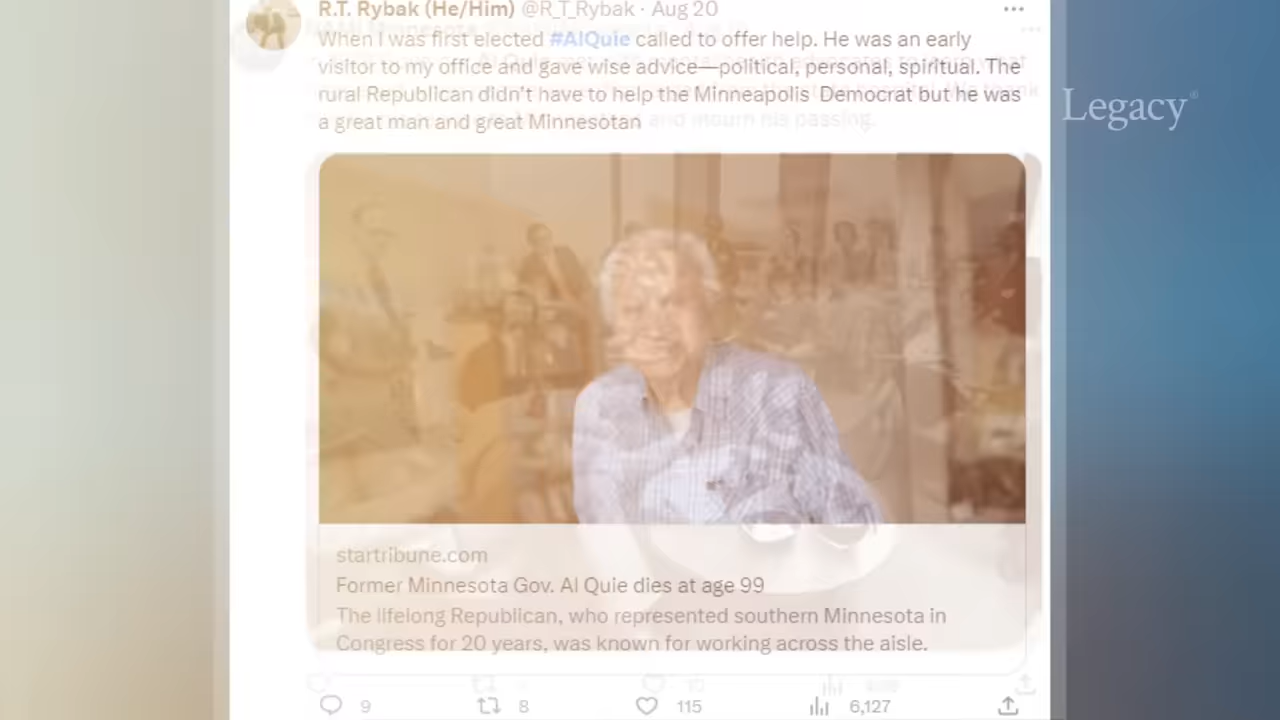 R.T. Rybak (He/Him) @R_T_Rybak · Aug 20
When I was first elected #AlQuie called to offer help. He was an early
visitor to my office and gave wise advice—political, personal, spiritual. The
rural Republican didn't have to help the Minneapolis Democrat but he was
a great man and great MInnesotan
and mourn his passing.
Legacy®
startribune.com
Former Minnesota Gov. Al Quie dies at age 99
The lifelong Republican, who represented southern Minnesota in
Congress for 20 years, was known for working across the aisle.
9 8 115 6,127